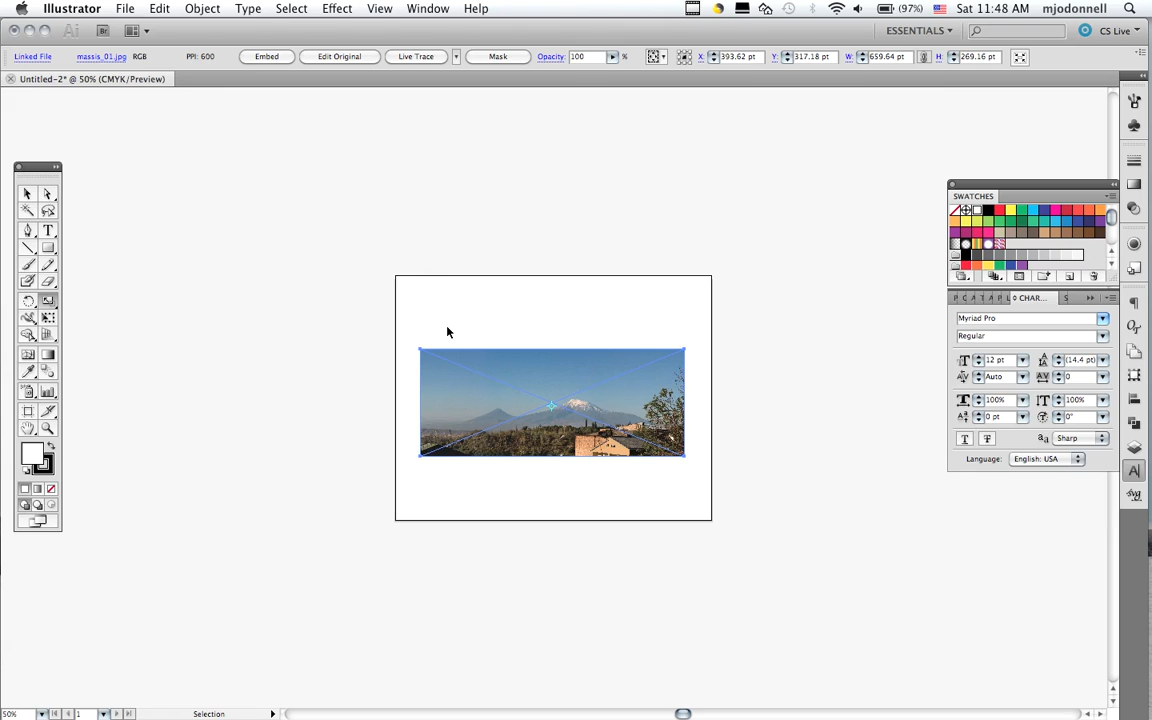 Illustrator File Edit Object Type Select Effect View Window Help (97%) Sat 11:48 AM mjodonnell
Ai Br ESSENTIALS CS Live
Linked File massis_01.jpg RGB PPI: 600 Embed Edit Original Live Trace Mask Opacity: 100 % X: 393.62 pt Y: 317.18 pt W: 659.64 pt H: 269.16 pt
Untitled-2* @ 50% (CMYK/Preview)
SWATCHES
CHAR...
Myriad Pro
Regular
12 pt (14.4 pt)
Auto 0
100% 100%
0 pt 0°
T T aa Sharp
Language: English: USA
50% 1 Selection